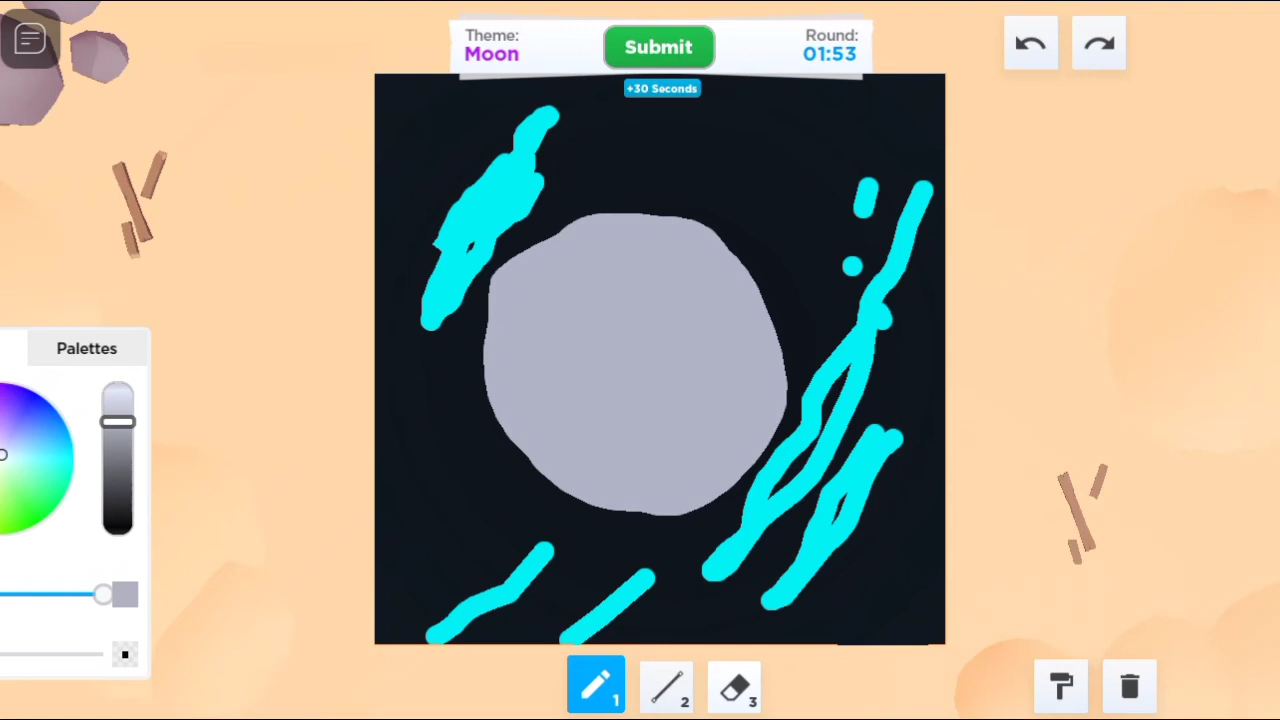 Theme:
Moon
Submit
Round:
01:53
+30 Seconds
Palettes
1
2
3